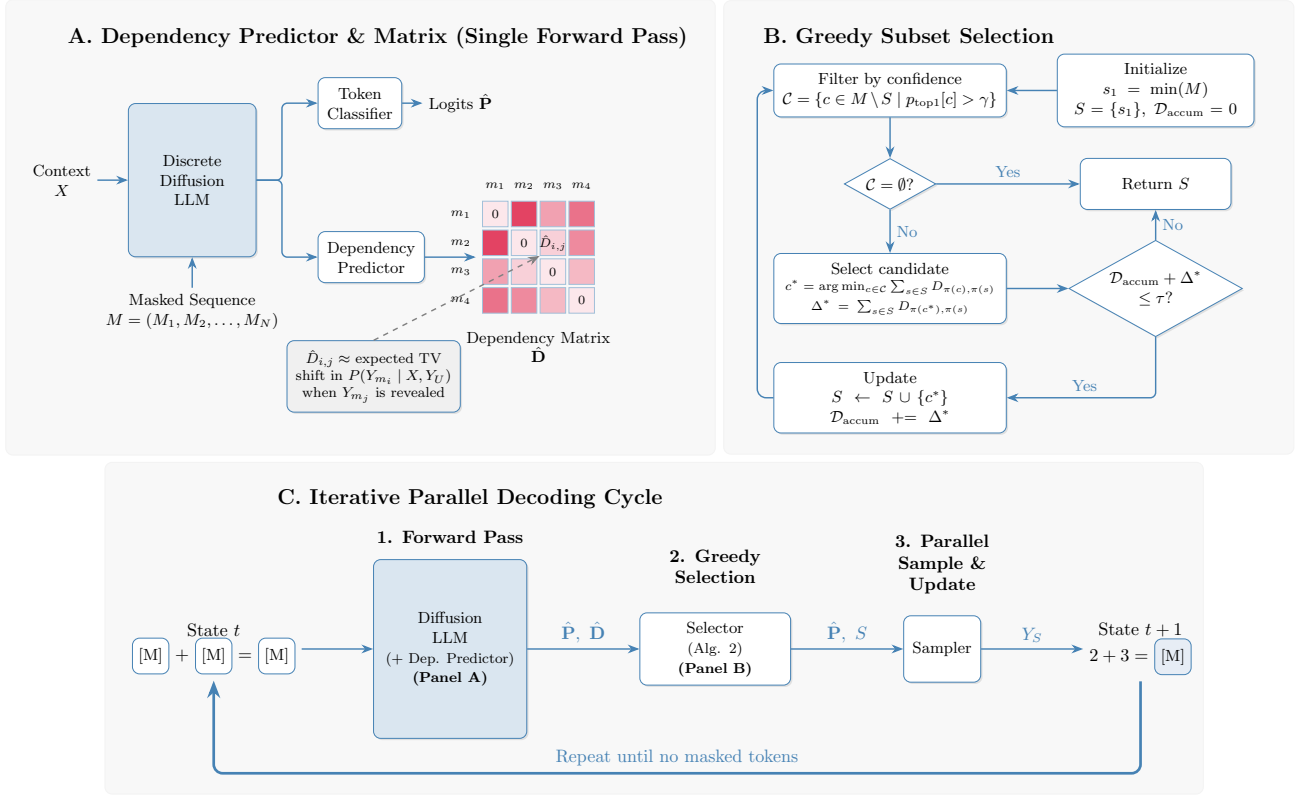 A. Dependency Predictor & Matrix (Single Forward Pass)
Context
X
Discrete
Diffusion
LLM
Masked Sequence
M = (M₁, M₂, . . . , M_N)
Token
Classifier
Logits P̂
Dependency
Predictor
m₁ m₂ m₃ m₄
m₁ 0
m₂ 0 D̂_{i,j}
m₃ 0
m₄ 0
Dependency Matrix
D̂
D̂_{i,j} ≈ expected TV
shift in P(Y_{m_i} | X, Y_U)
when Y_{m_j} is revealed
B. Greedy Subset Selection
Initialize
s₁ = min(M)
S = {s₁}, 𝒟_accum = 0
Filter by confidence
𝒞 = {c ∈ M \ S | p_top1[c] > γ}
𝒞 = ∅?
Yes
Return S
No
Select candidate
c* = arg min_{c∈𝒞} ∑_{s∈S} D_{π(c),π(s)}
Δ* = ∑_{s∈S} D_{π(c*),π(s)}
𝒟_accum + Δ*
≤ τ?
No
Yes
Update
S ← S ∪ {c*}
𝒟_accum += Δ*
C. Iterative Parallel Decoding Cycle
1. Forward Pass
2. Greedy
Selection
3. Parallel
Sample &
Update
State t
[M] + [M] = [M]
Diffusion
LLM
(+ Dep. Predictor)
(Panel A)
P̂, D̂
Selector
(Alg. 2)
(Panel B)
P̂, S
Sampler
Y_S
State t + 1
2 + 3 = [M]
Repeat until no masked tokens